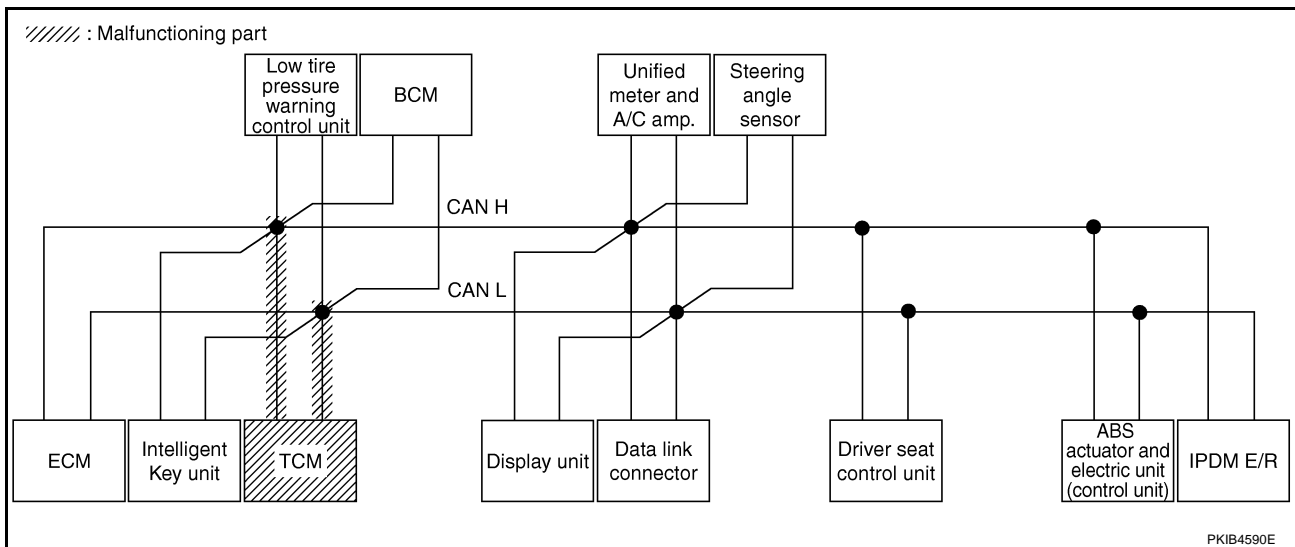 : Malfunctioning part
Low tire
pressure
warning
control unit
BCM
Unified
meter and
A/C amp.
Steering
angle
sensor
CAN H
CAN L
ECM
Intelligent
Key unit
TCM
Display unit
Data link
connector
Driver seat
control unit
ABS
actuator and
electric unit
(control unit)
IPDM E/R
PKIB4590E